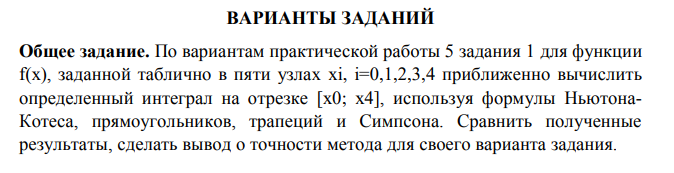 ВАРИАНТЫ ЗАДАНИЙ
Общее задание. По вариантам практической работы 5 задания 1 для функции
f(x), заданной таблично в пяти узлах xi, i=0,1,2,3,4 приближенно вычислить
определенный интеграл на отрезке [x0; x4], используя формулы Ньютона-
Котеса, прямоугольников, трапеций и Симпсона. Сравнить полученные
результаты, сделать вывод о точности метода для своего варианта задания.